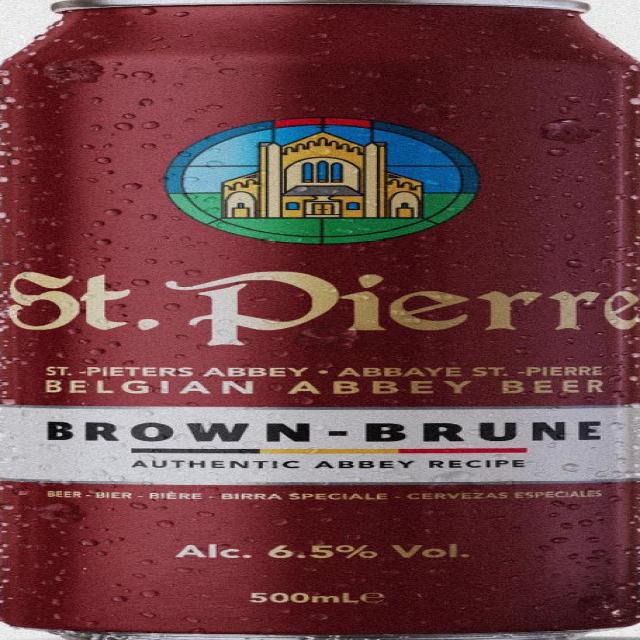 St. Pierre
ST. -PIETERS ABBEY • ABBAYE ST. -PIERRE
BELGIAN ABBEY BEER
BROWN-BRUNE
AUTHENTIC ABBEY RECIPE
BEER - BIER - BIÈRE - BIRRA SPECIALE - CERVEZAS ESPECIALES
Alc. 6.5% Vol.
500mLe